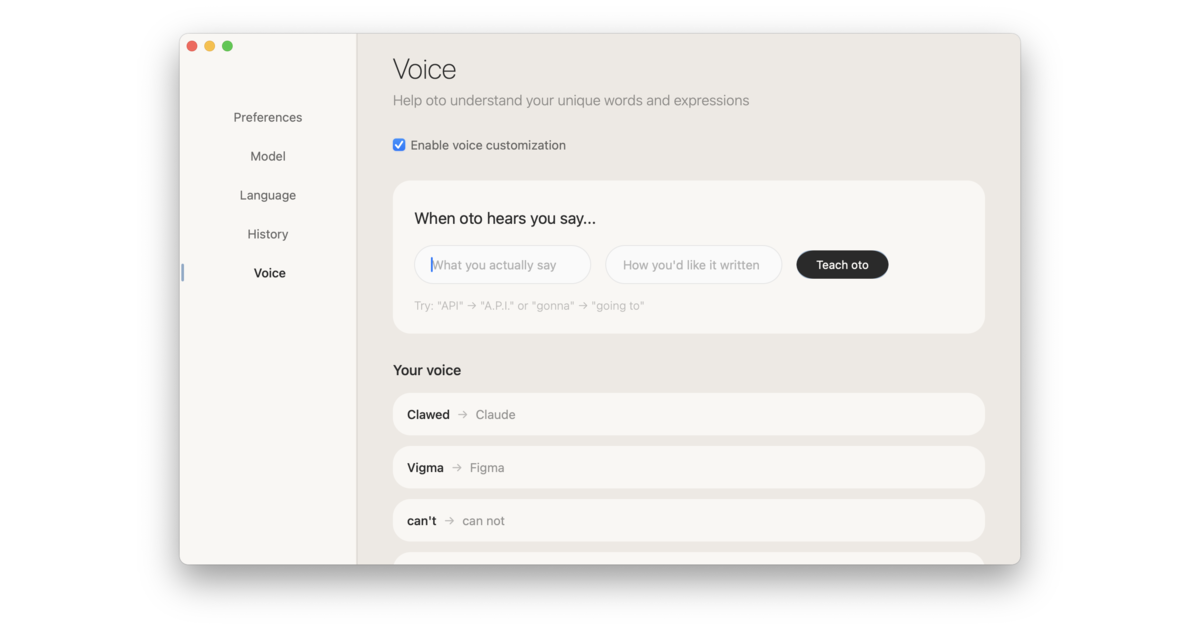 Preferences
Model
Language
History
Voice
Voice
Help oto understand your unique words and expressions
Enable voice customization
When oto hears you say...
What you actually say
How you'd like it written
Teach oto
Try: "API" → "A.P.I." or "gonna" → "going to"
Your voice
Clawed → Claude
Vigma → Figma
can't → can not